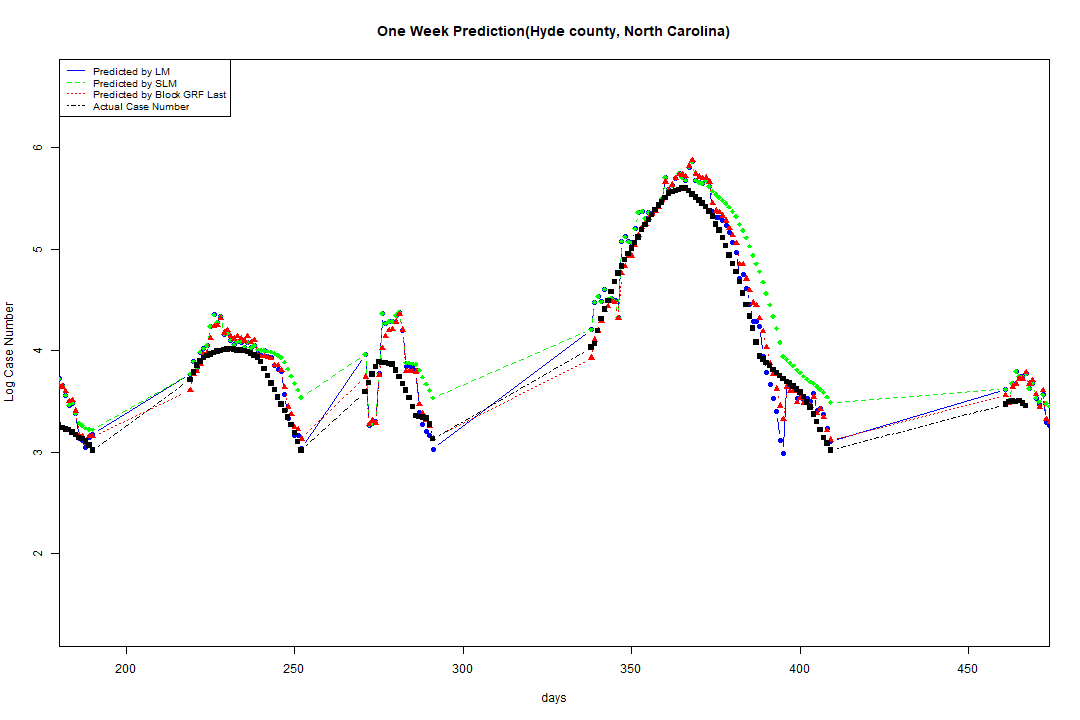 One Week Prediction(Hyde county, North Carolina)
Predicted by LM
Predicted by SLM
Predicted by Block GRF Last
Actual Case Number
6
5
4
3
2
Log Case Number
200 250 300 350 400 450
days